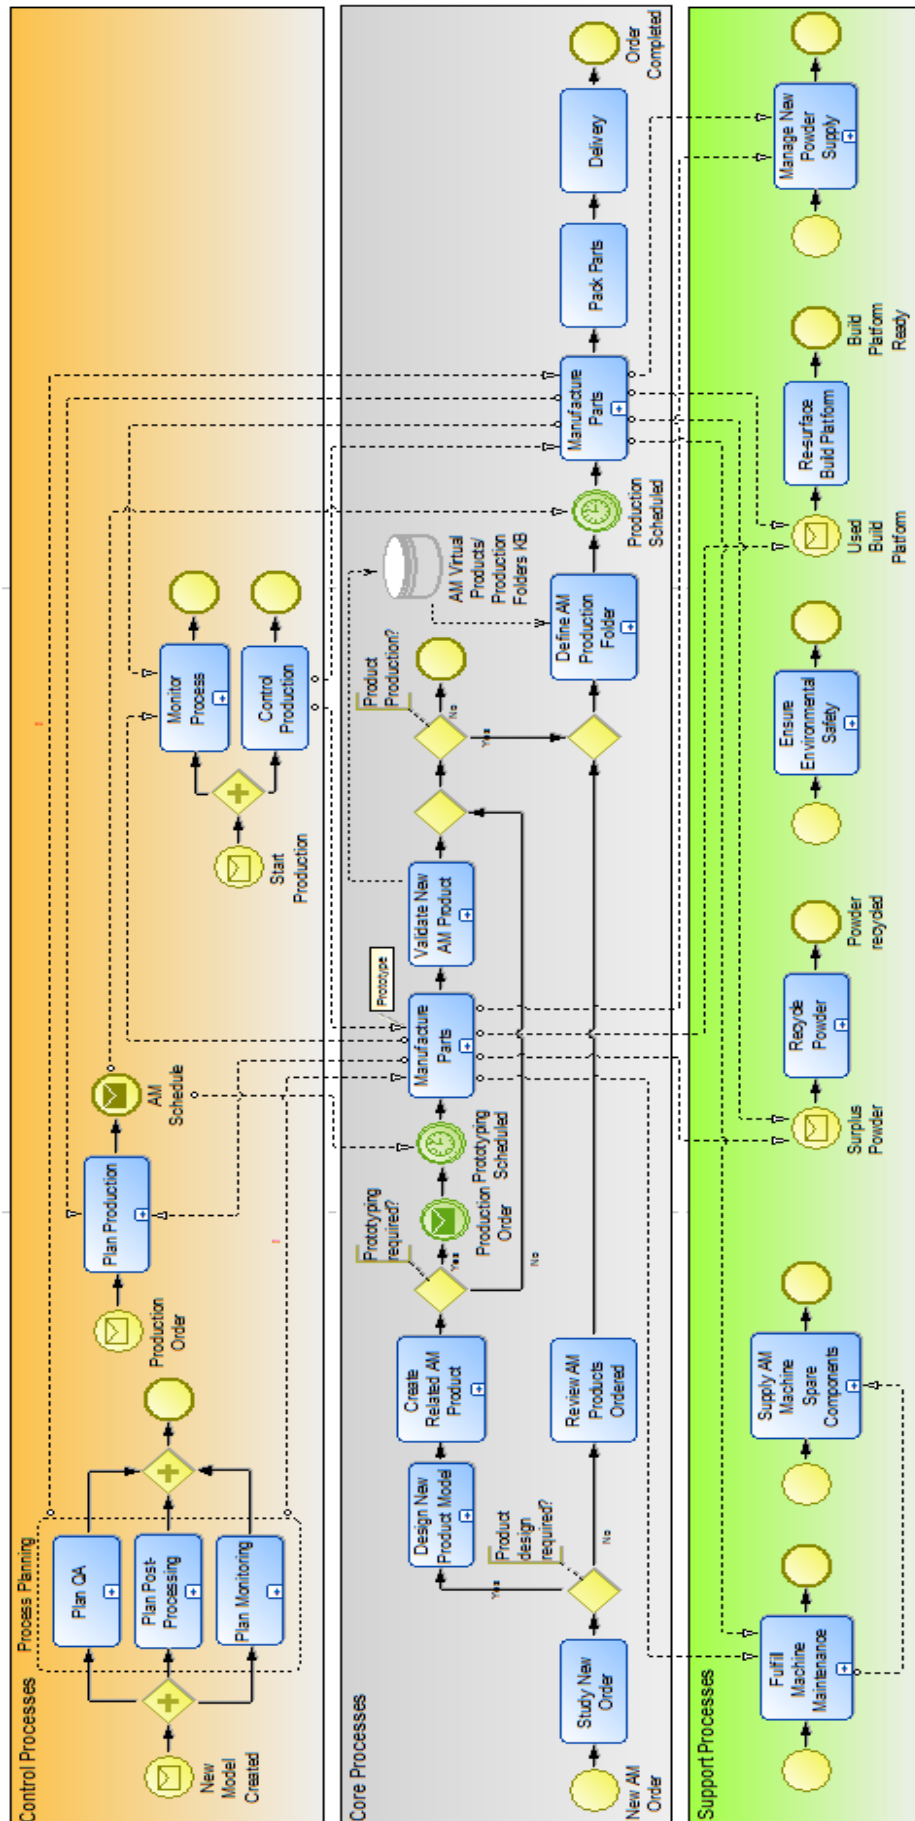 Control Processes
Process Planning
New
Model
Created
Plan QA
Plan Post-
Processing
Plan Monitoring
Production
Order
Plan Production
AM
Schedule
Start
Production
Monitor
Process
Control
Production
Core Processes
New AM
Order
Study New
Order
Product
design
required?
Yes
No
Design New
Product Model
Create
Related AM
Product
Review AM
Products
Ordered
Prototyping
required?
Yes
No
Production
Order
Prototyping
Scheduled
Manufacture
Parts
Prototype
Validate New
AM Product
Product
Production?
No
Yes
AM Virtual
Products/
Production
Folders KB
Define AM
Production
Folder
Production
Scheduled
Manufacture
Parts
Pack Parts
Delivery
Order
Completed
Support Processes
Fulfill
Machine
Maintenance
Supply AM
Machine
Spare
Components
Surplus
Powder
Recycle
Powder
Powder
recycled
Ensure
Environmental
Safety
Used
Build
Platform
Re-surface
Build Platform
Build
Platform
Ready
Manage New
Powder
Supply